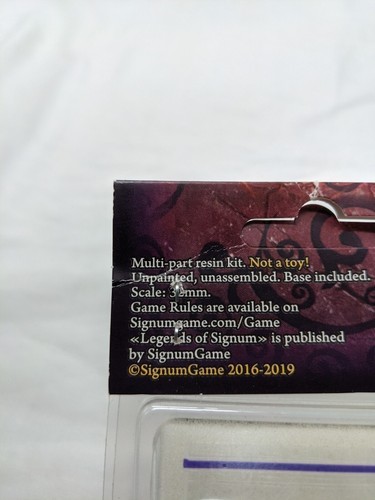 Multi-part resin kit. Not a toy!
Unpainted, unassembled. Base included.
Scale: 32mm.
Game Rules are available on
Signumgame.com/Game
«Legends of Signum» is published
by SignumGame
©SignumGame 2016-2019